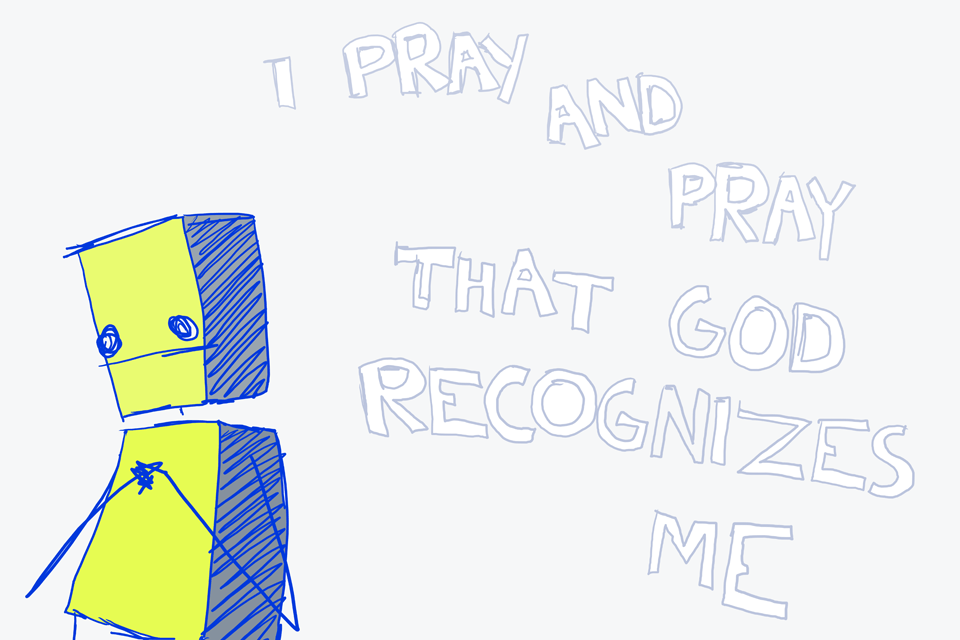 I PRAY AND
PRAY
THAT GOD
RECOGNIZES
ME